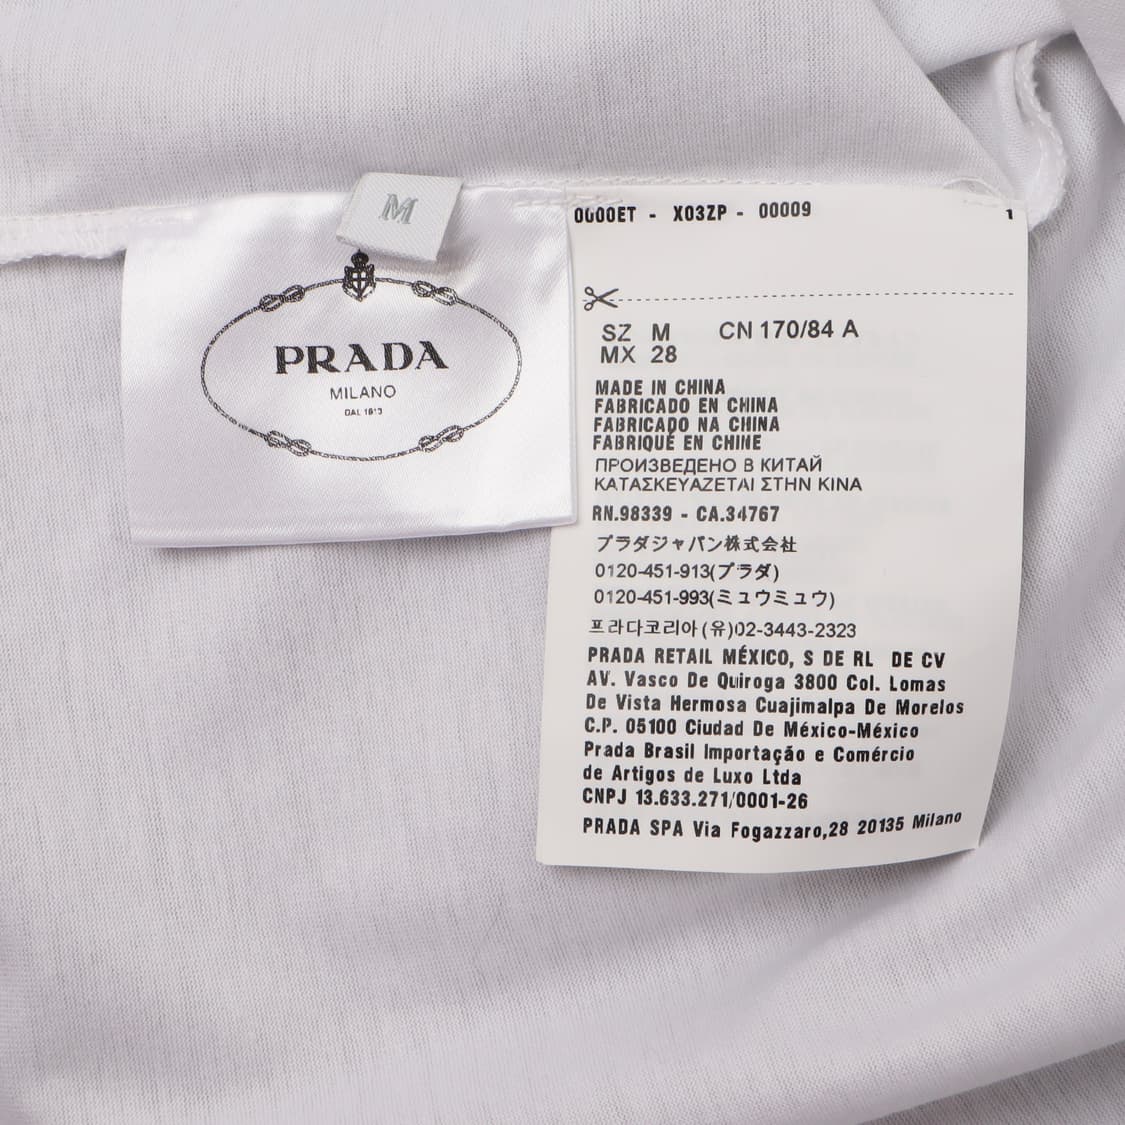 M
PRADA
MILANO
DAL 1913
0000ET - X03ZP - 00009 1
SZ M CN 170/84 A
MX 28
MADE IN CHINA
FABRICADO EN CHINA
FABRICADO NA CHINA
FABRIQUÉ EN CHINE
ПРОИЗВЕДЕНО В КИТАЙ
ΚΑΤΑΣΚΕΥΑΖΕΤΑΙ ΣΤΗΝ ΚΙΝΑ
RN.98339 - CA.34767
プラダジャパン株式会社
0120-451-913(プラダ)
0120-451-993(ミュウミュウ)
프라다코리아(유)02-3443-2323
PRADA RETAIL MÉXICO, S DE RL DE CV
AV. Vasco De Quiroga 3800 Col. Lomas
De Vista Hermosa Cuajimalpa De Morelos
C.P. 05100 Ciudad De México-México
Prada Brasil Importação e Comércio
de Artigos de Luxo Ltda
CNPJ 13.633.271/0001-26
PRADA SPA Via Fogazzaro,28 20135 Milano